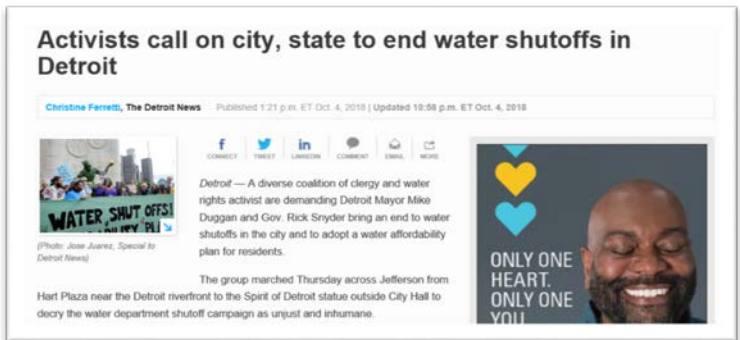 Activists call on city, state to end water shutoffs in
Detroit
Christine Ferretti, The Detroit News Published 1:21 p.m. ET Oct. 4, 2018 | Updated 10:58 p.m. ET Oct. 4, 2018
CONNECT TWEET LINKEDIN COMMENT EMAIL MORE
WATER SHUT OFFS!
(Photo: Jose Juarez, Special to
Detroit News)
Detroit — A diverse coalition of clergy and water
rights activist are demanding Detroit Mayor Mike
Duggan and Gov. Rick Snyder bring an end to water
shutoffs in the city and to adopt a water affordability
plan for residents.
The group marched Thursday across Jefferson from
Hart Plaza near the Detroit riverfront to the Spirit of Detroit statue outside City Hall to
decry the water department shutoff campaign as unjust and inhumane.
ONLY ONE
HEART.
ONLY ONE
YOU